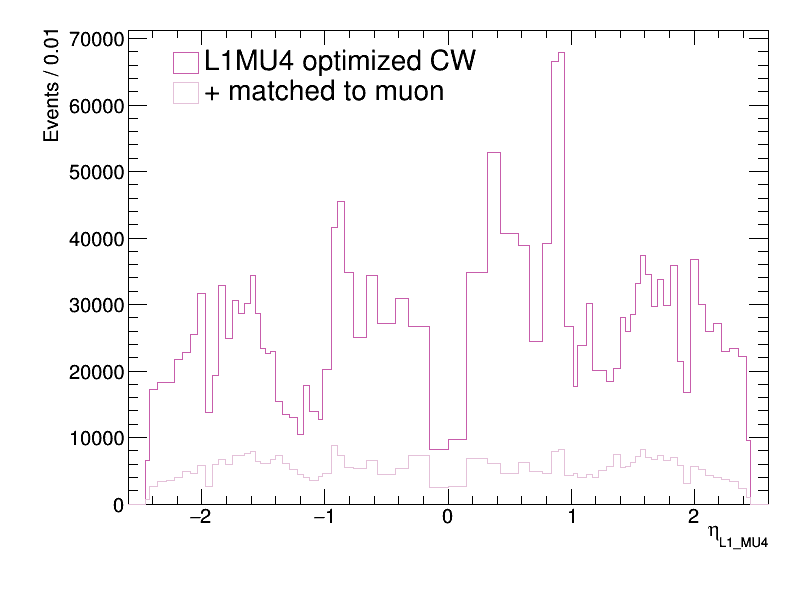 Events / 0.01
70000
60000
50000
40000
30000
20000
10000
0
L1MU4 optimized CW
+ matched to muon
−2 −1 0 1 2
η L1_MU4